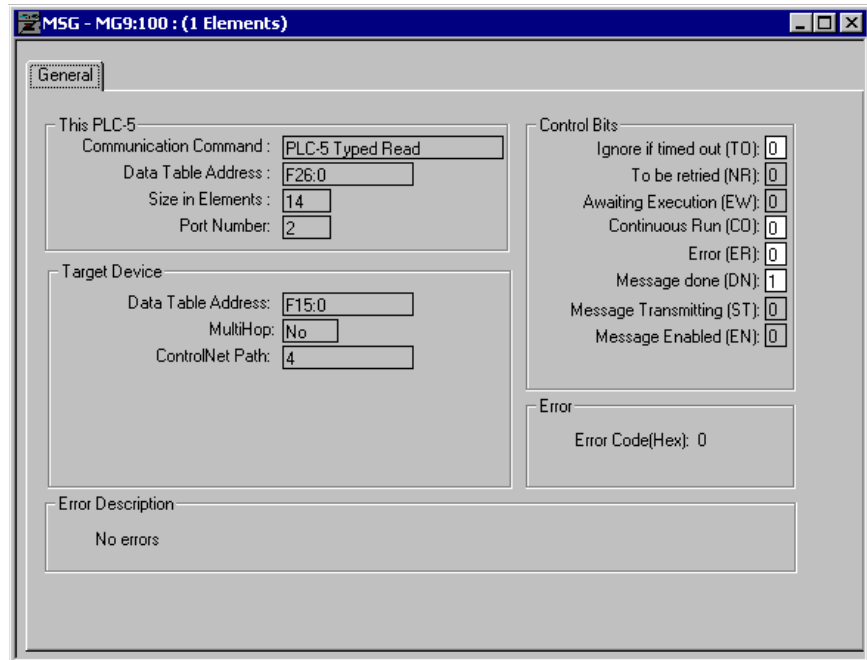 MSG - MG9:100 : (1 Elements)
General
This PLC-5
Communication Command : PLC-5 Typed Read
Data Table Address : F26:0
Size in Elements : 14
Port Number: 2
Target Device
Data Table Address: F15:0
MultiHop: No
ControlNet Path: 4
Control Bits
Ignore if timed out (TO): 0
To be retried (NR): 0
Awaiting Execution (EW): 0
Continuous Run (CO): 0
Error (ER): 0
Message done (DN): 1
Message Transmitting (ST): 0
Message Enabled (EN): 0
Error
Error Code(Hex): 0
Error Description
No errors